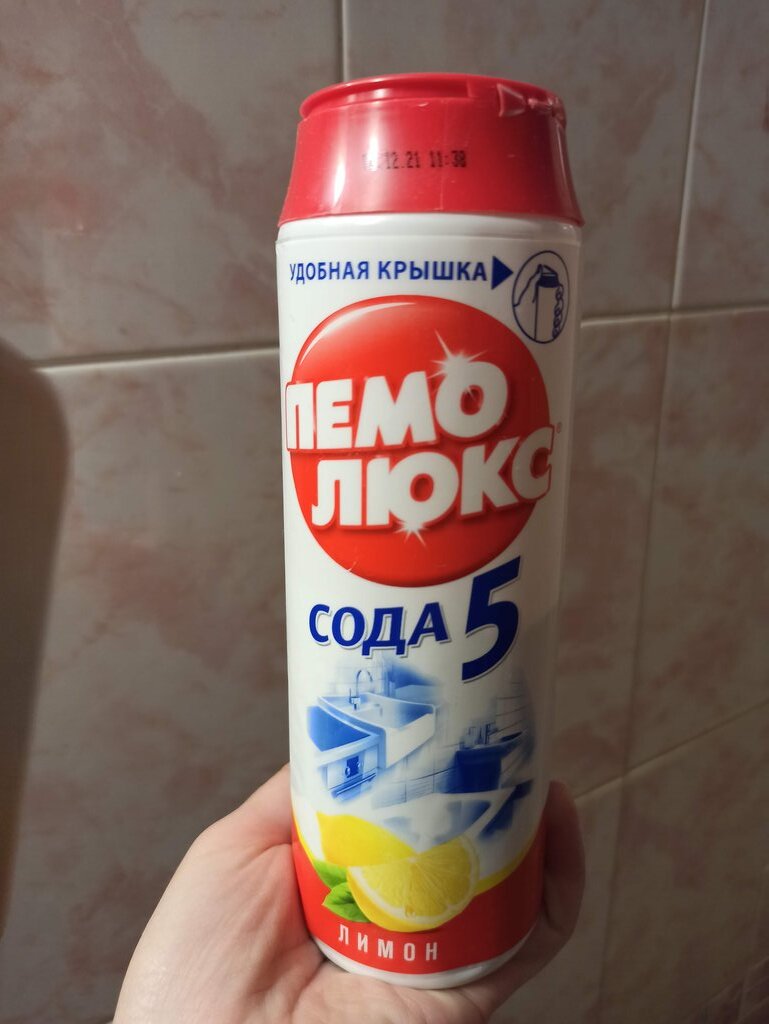 12.21 11:38
УДОБНАЯ КРЫШКА
ПЕМО
ЛЮКС®
СОДА 5
ЛИМОН